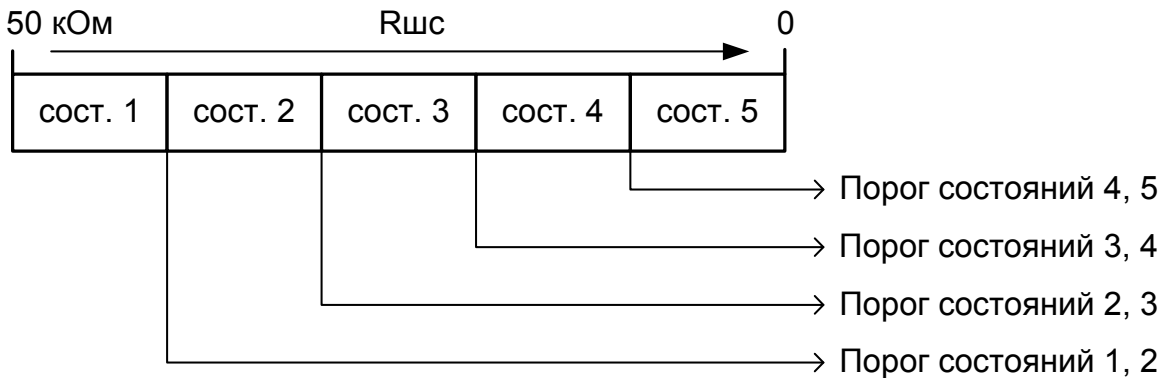 50 кОм Rшс 0
сост. 1 сост. 2 сост. 3 сост. 4 сост. 5
Порог состояний 4, 5
Порог состояний 3, 4
Порог состояний 2, 3
Порог состояний 1, 2